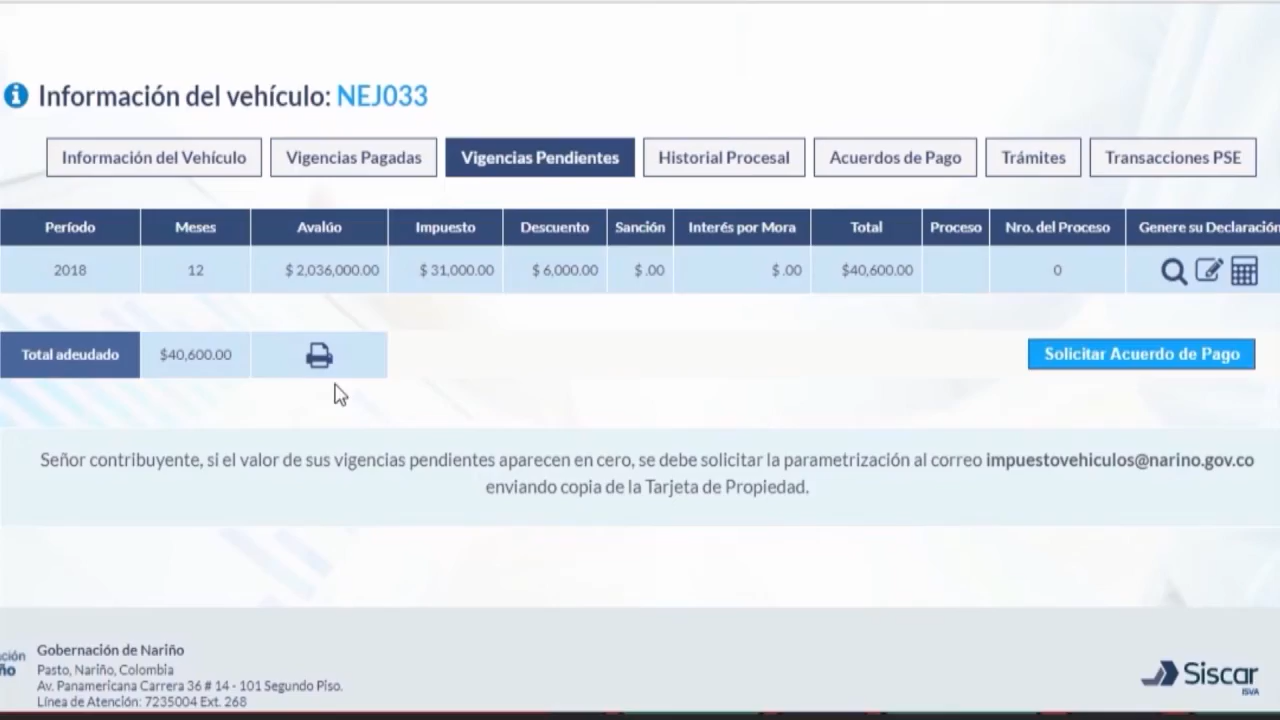 Información del vehículo: NEJ033
Información del Vehículo Vigencias Pagadas Vigencias Pendientes Historial Procesal Acuerdos de Pago Trámites Transacciones PSE
Período Meses Avalúo Impuesto Descuento Sanción Interés por Mora Total Proceso Nro. del Proceso Genere su Declaración
2018 12 $ 2,036,000.00 $ 31,000.00 $ 6,000.00 $ .00 $ .00 $40,600.00 0
Total adeudado $40,600.00 Solicitar Acuerdo de Pago
Señor contribuyente, si el valor de sus vigencias pendientes aparecen en cero, se debe solicitar la parametrización al correo impuestovehiculos@narino.gov.co
enviando copia de la Tarjeta de Propiedad.
ción
ño
Gobernación de Nariño
Pasto, Nariño, Colombia
Av. Panamericana Carrera 36 # 14 - 101 Segundo Piso.
Línea de Atención: 7235004 Ext. 268
Siscar
ISVA